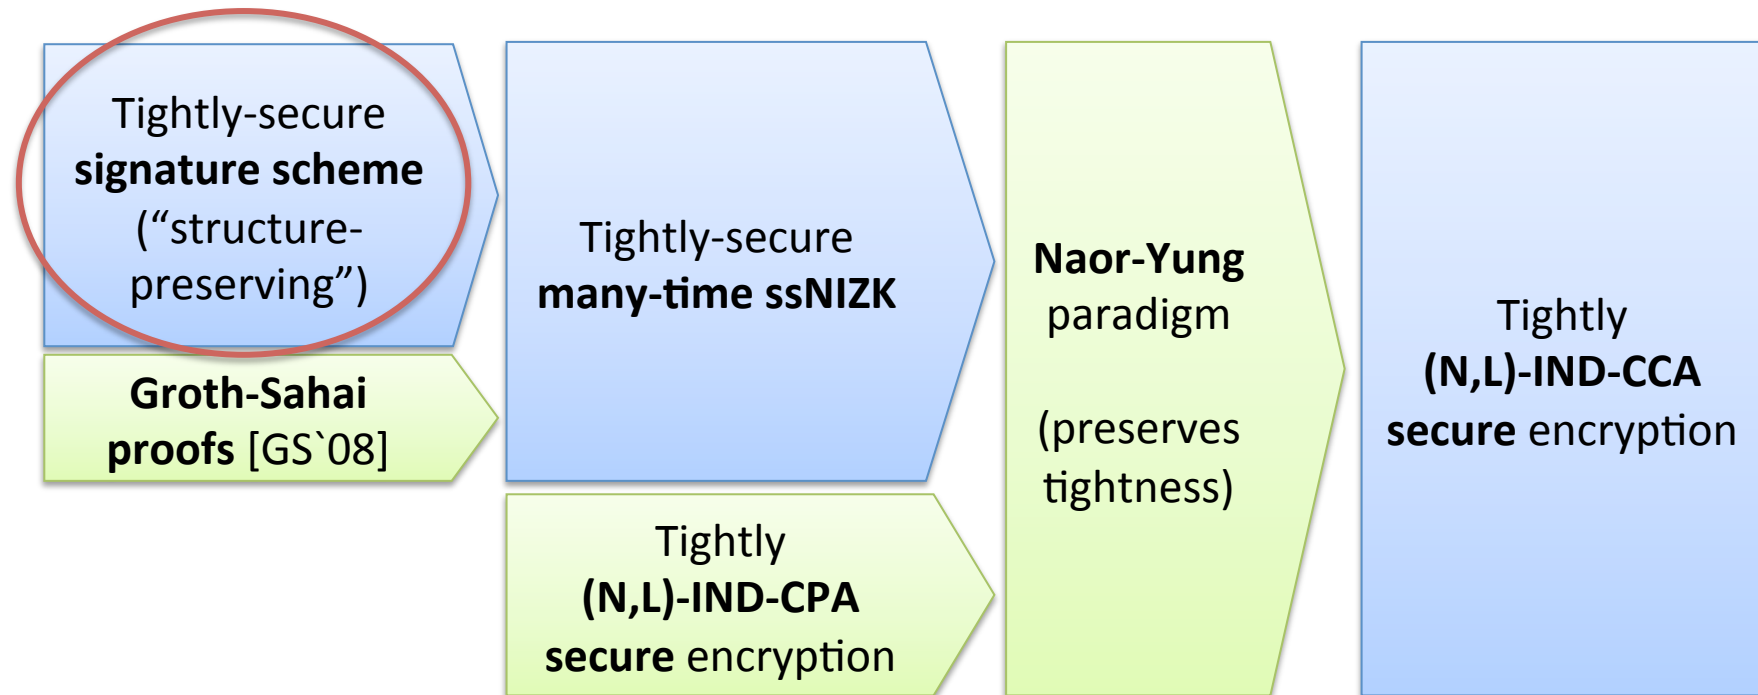 Tightly-secure
signature scheme
(“structure-
preserving”)
Groth-Sahai
proofs [GS`08]
Tightly-secure
many-time ssNIZK
Tightly
(N,L)-IND-CPA
secure encryption
Naor-Yung
paradigm
(preserves
tightness)
Tightly
(N,L)-IND-CCA
secure encryption